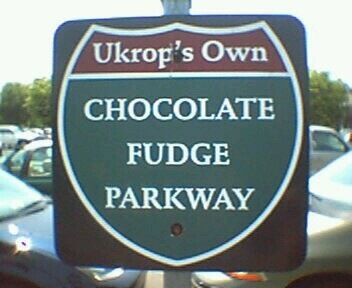 Ukrop's Own
CHOCOLATE
FUDGE
PARKWAY